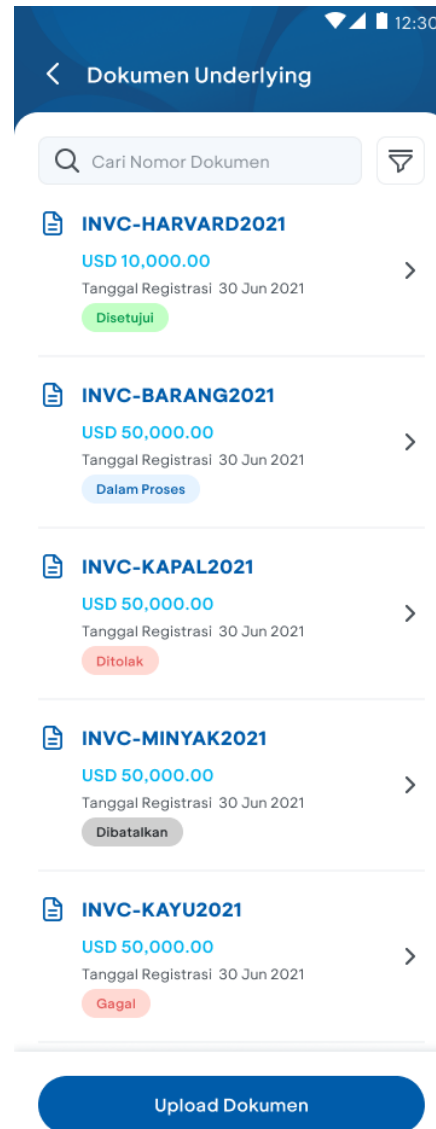 12:30
Dokumen Underlying
Cari Nomor Dokumen
INVC-HARVARD2021
USD 10,000.00
Tanggal Registrasi 30 Jun 2021
Disetujui
INVC-BARANG2021
USD 50,000.00
Tanggal Registrasi 30 Jun 2021
Dalam Proses
INVC-KAPAL2021
USD 50,000.00
Tanggal Registrasi 30 Jun 2021
Ditolak
INVC-MINYAK2021
USD 50,000.00
Tanggal Registrasi 30 Jun 2021
Dibatalkan
INVC-KAYU2021
USD 50,000.00
Tanggal Registrasi 30 Jun 2021
Gagal
Upload Dokumen